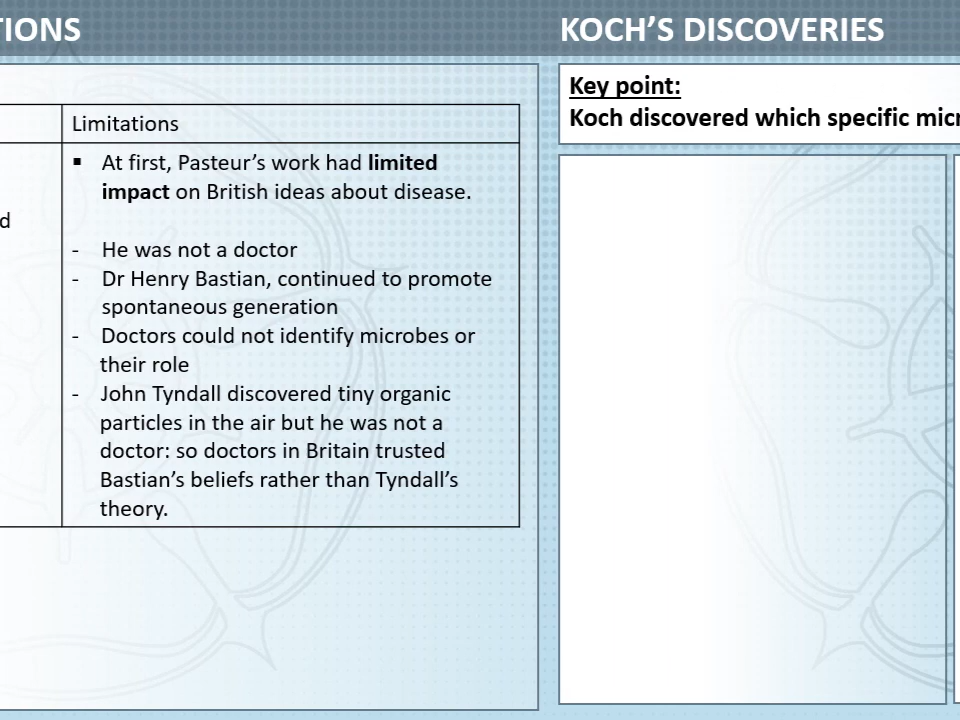 TIONS
Limitations
▪ At first, Pasteur's work had limited
impact on British ideas about disease.
d
- He was not a doctor
- Dr Henry Bastian, continued to promote
spontaneous generation
- Doctors could not identify microbes or
their role
- John Tyndall discovered tiny organic
particles in the air but he was not a
doctor: so doctors in Britain trusted
Bastian's beliefs rather than Tyndall's
theory.
KOCH'S DISCOVERIES
Key point:
Koch discovered which specific micr